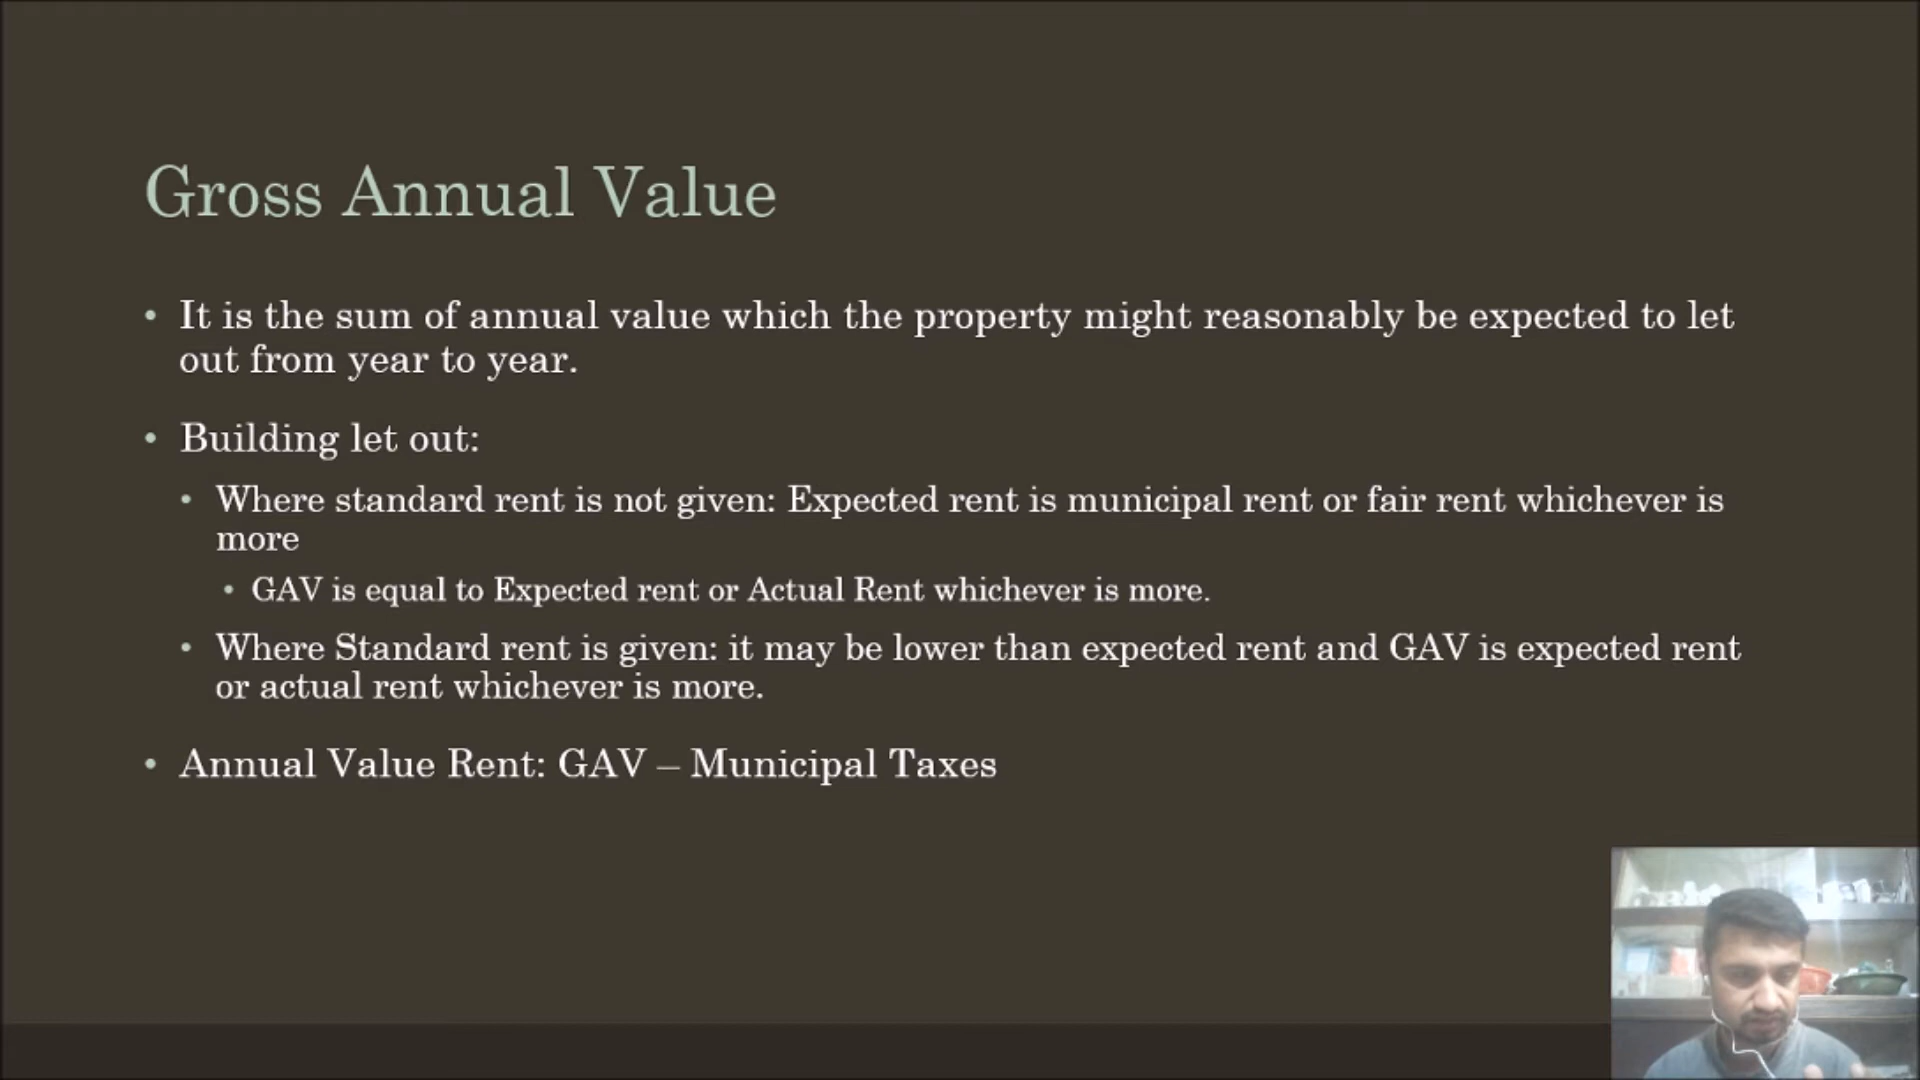 Gross Annual Value
• It is the sum of annual value which the property might reasonably be expected to let
out from year to year.
• Building let out:
• Where standard rent is not given: Expected rent is municipal rent or fair rent whichever is
more
• GAV is equal to Expected rent or Actual Rent whichever is more.
• Where Standard rent is given: it may be lower than expected rent and GAV is expected rent
or actual rent whichever is more.
• Annual Value Rent: GAV – Municipal Taxes